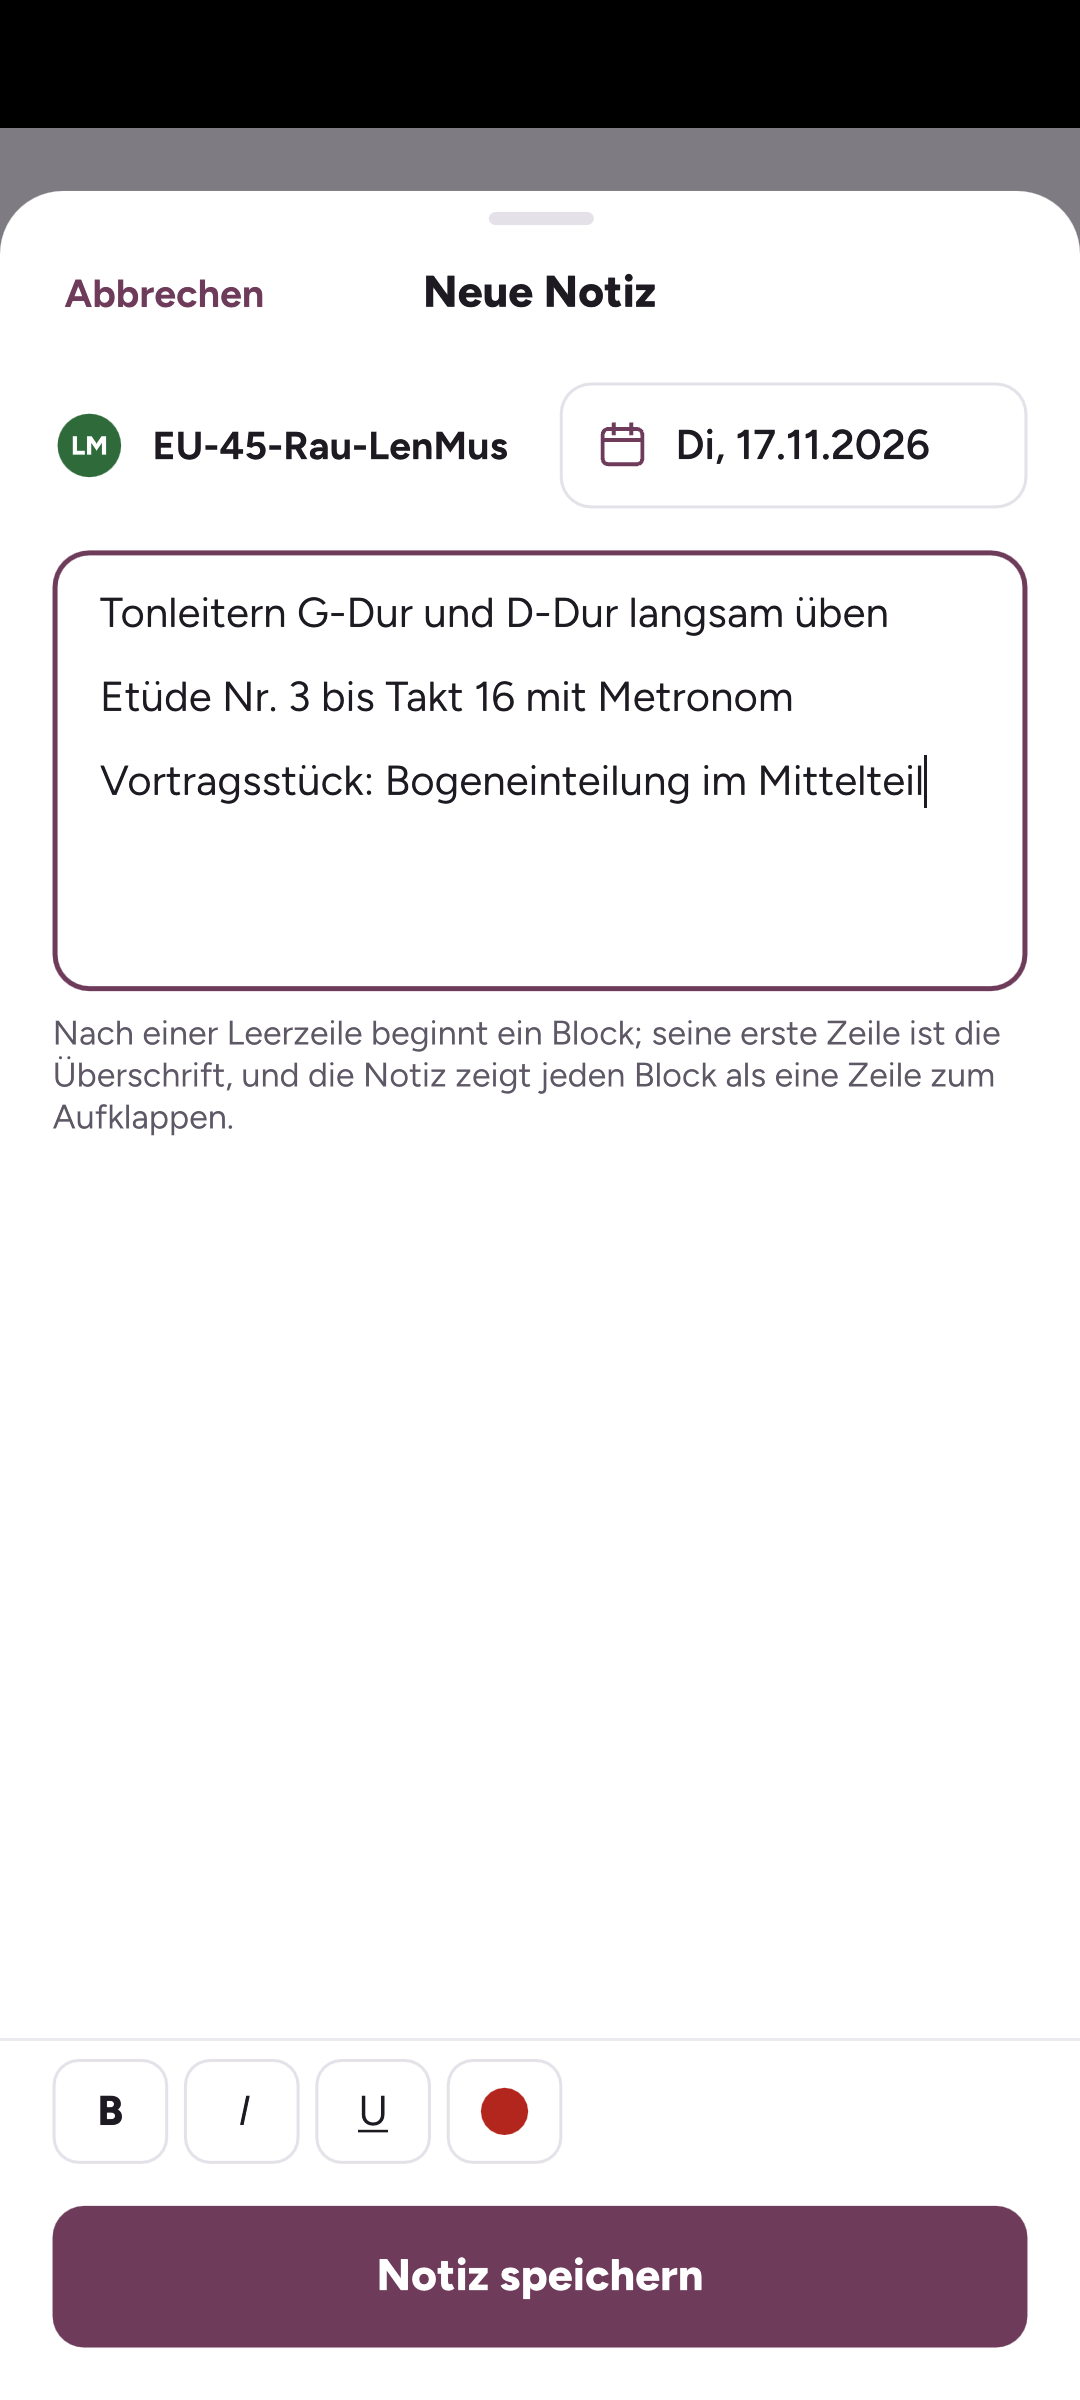 Abbrechen
Neue Notiz
LM
EU-45-Rau-LenMus
Di, 17.11.2026
Tonleitern G-Dur und D-Dur langsam üben
Etüde Nr. 3 bis Takt 16 mit Metronom
Vortragsstück: Bogeneinteilung im Mittelteil
Nach einer Leerzeile beginnt ein Block; seine erste Zeile ist die
Überschrift, und die Notiz zeigt jeden Block als eine Zeile zum
Aufklappen.
B
I
U
Notiz speichern